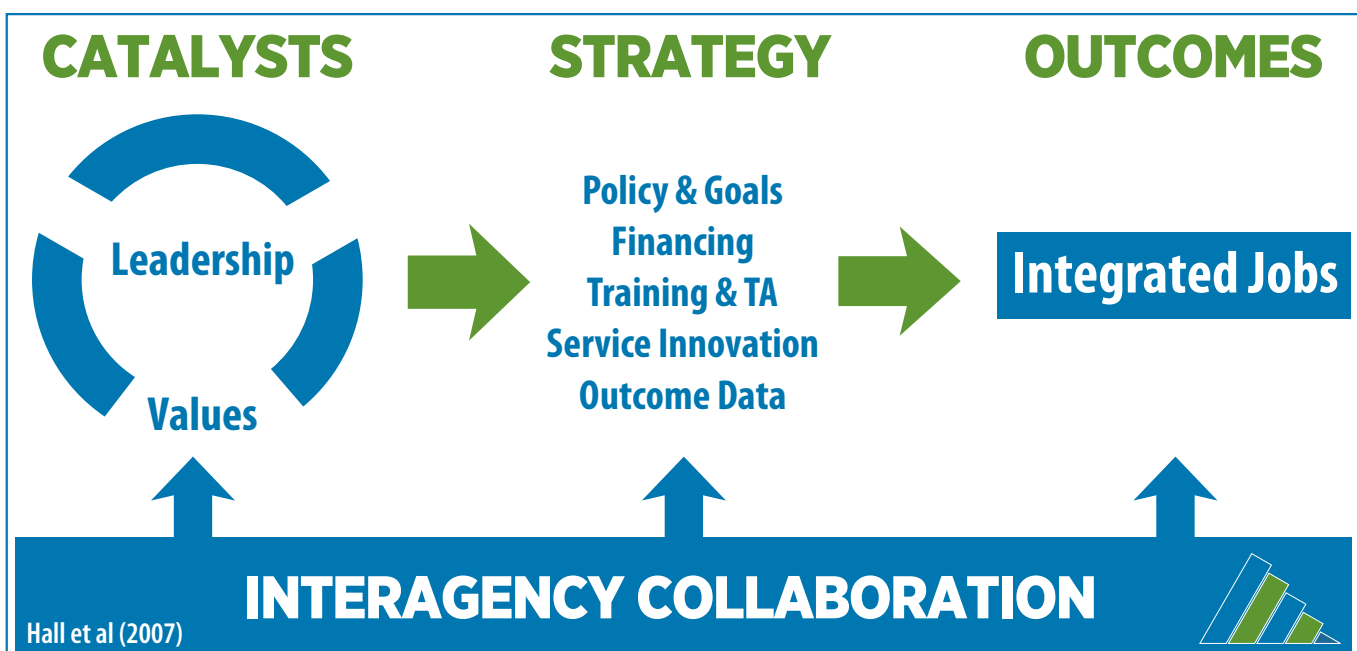 CATALYSTS
Leadership
Values
STRATEGY
Policy & Goals
Financing
Training & TA
Service Innovation
Outcome Data
OUTCOMES
Integrated Jobs
INTERAGENCY COLLABORATION
Hall et al (2007)